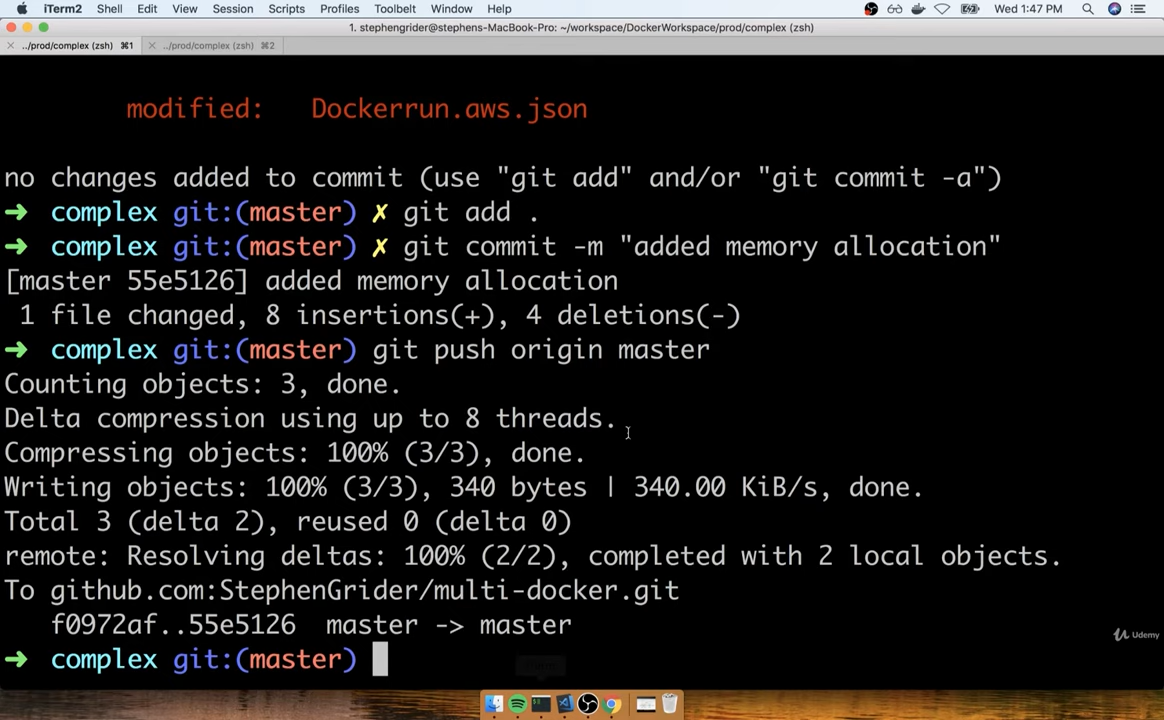 iTerm2 Shell Edit View Session Scripts Profiles Toolbelt Window Help Wed 1:47 PM
1. stephengrider@stephens-MacBook-Pro: ~/workspace/DockerWorkspace/prod/complex (zsh)
../prod/complex (zsh) ⌘1 ../prod/complex (zsh) ⌘2
modified: Dockerrun.aws.json
no changes added to commit (use "git add" and/or "git commit -a")
➜ complex git:(master) ✗ git add .
➜ complex git:(master) ✗ git commit -m "added memory allocation"
[master 55e5126] added memory allocation
1 file changed, 8 insertions(+), 4 deletions(-)
➜ complex git:(master) git push origin master
Counting objects: 3, done.
Delta compression using up to 8 threads.
Compressing objects: 100% (3/3), done.
Writing objects: 100% (3/3), 340 bytes | 340.00 KiB/s, done.
Total 3 (delta 2), reused 0 (delta 0)
remote: Resolving deltas: 100% (2/2), completed with 2 local objects.
To github.com:StephenGrider/multi-docker.git
f0972af..55e5126 master -> master
Udemy
➜ complex git:(master)